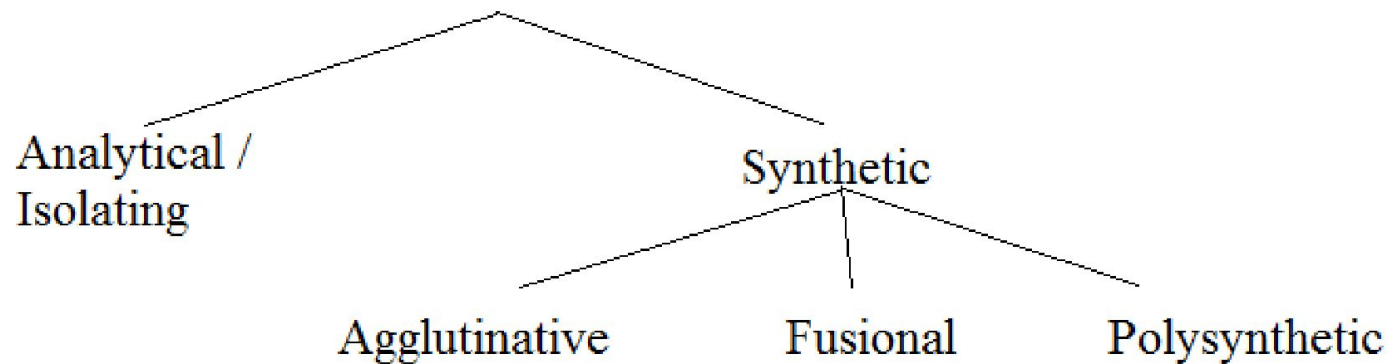 Analytical /
Isolating
Synthetic
Agglutinative
Fusional
Polysynthetic